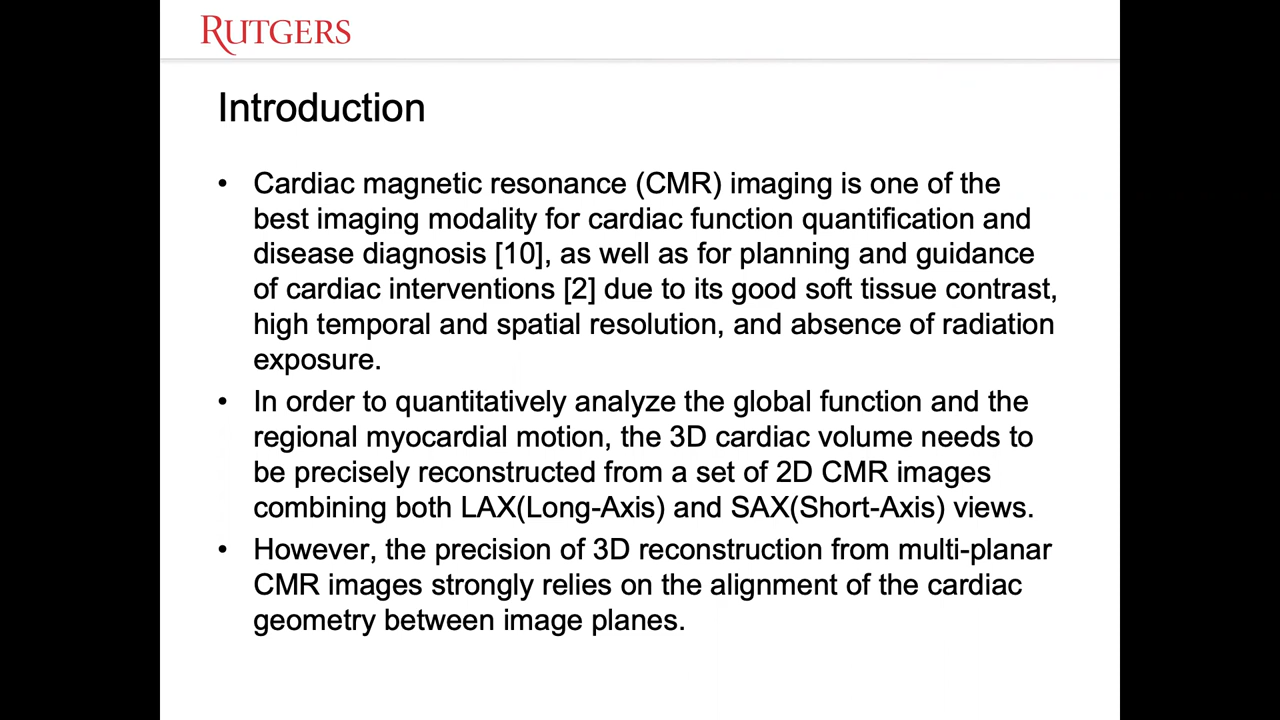 RUTGERS
Introduction
• Cardiac magnetic resonance (CMR) imaging is one of the
best imaging modality for cardiac function quantification and
disease diagnosis [10], as well as for planning and guidance
of cardiac interventions [2] due to its good soft tissue contrast,
high temporal and spatial resolution, and absence of radiation
exposure.
• In order to quantitatively analyze the global function and the
regional myocardial motion, the 3D cardiac volume needs to
be precisely reconstructed from a set of 2D CMR images
combining both LAX(Long-Axis) and SAX(Short-Axis) views.
• However, the precision of 3D reconstruction from multi-planar
CMR images strongly relies on the alignment of the cardiac
geometry between image planes.